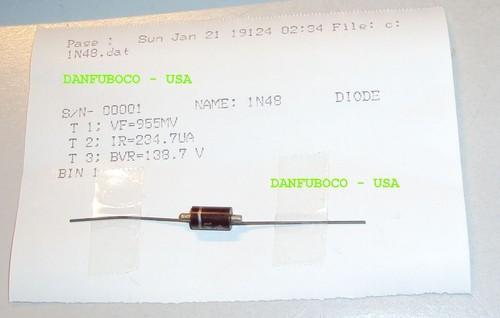 Page : Sun Jan 21 19124 02:34 File: c:
1N48.dat
DANFUBOCO - USA
S/N- 00001 NAME: 1N48 DIODE
T 1; VF=955MV
T 2; IR=234.7UA
T 3; BVR=138.7 V
BIN 1
DANFUBOCO - USA